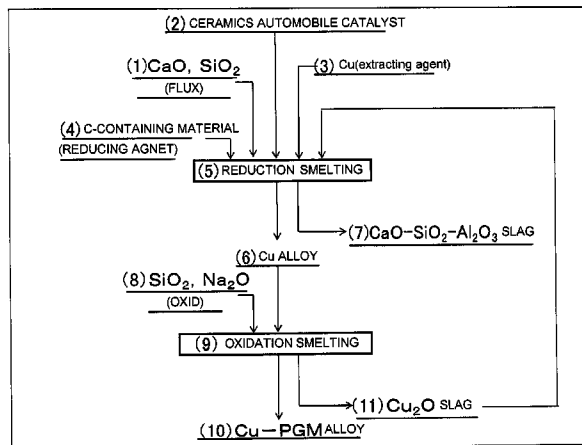 (2) CERAMICS AUTOMOBILE CATALYST
(1)CaO, SiO₂
(FLUX)
(3) Cu(extracting agent)
(4) C-CONTAINING MATERIAL
(REDUCING AGNET)
(5) REDUCTION SMELTING
(7)CaO−SiO₂−Al₂O₃ SLAG
(6) Cu ALLOY
(8) SiO₂, Na₂O
(OXID)
(9) OXIDATION SMELTING
(11) Cu₂O SLAG
(10) Cu−PGM ALLOY